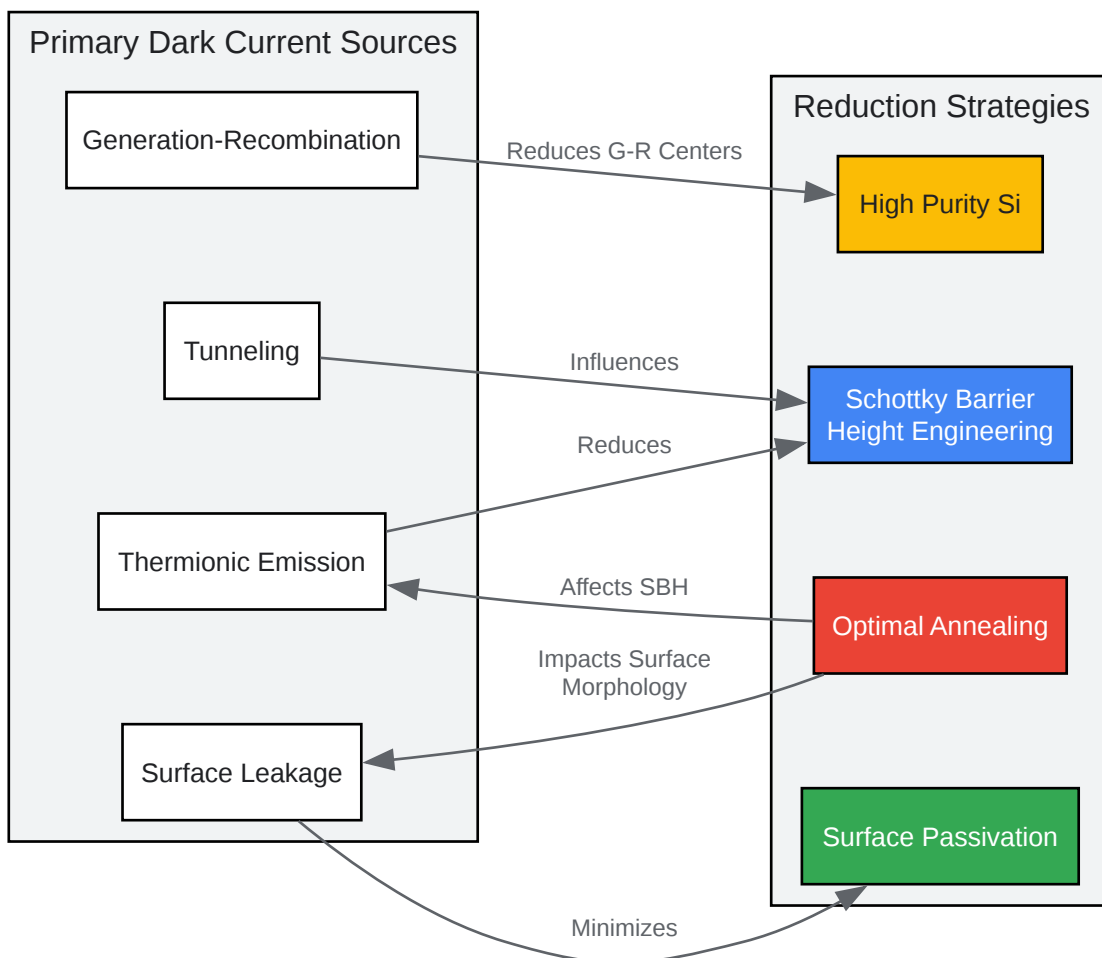 Primary Dark Current Sources
Generation-Recombination
Tunneling
Thermionic Emission
Surface Leakage
Reduces G-R Centers
Influences
Reduces
Affects SBH
Impacts Surface
Morphology
Minimizes
Reduction Strategies
High Purity Si
Schottky Barrier
Height Engineering
Optimal Annealing
Surface Passivation